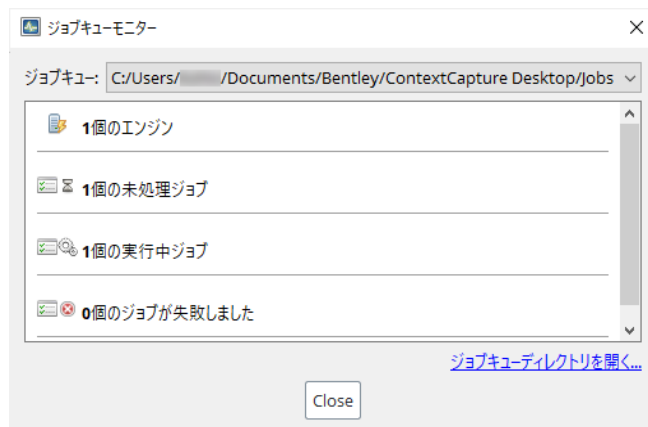 ジョブキューモニター
ジョブキュー: C:/Users/ /Documents/Bentley/ContextCapture Desktop/Jobs
1個のエンジン
1個の未処理ジョブ
1個の実行中ジョブ
0個のジョブが失敗しました
ジョブキューディレクトリを開く...
Close